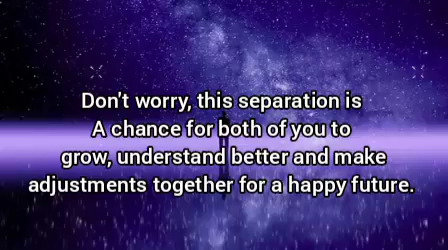 Don't worry, this separation is
A chance for both of you to
grow, understand better and make
adjustments together for a happy future.